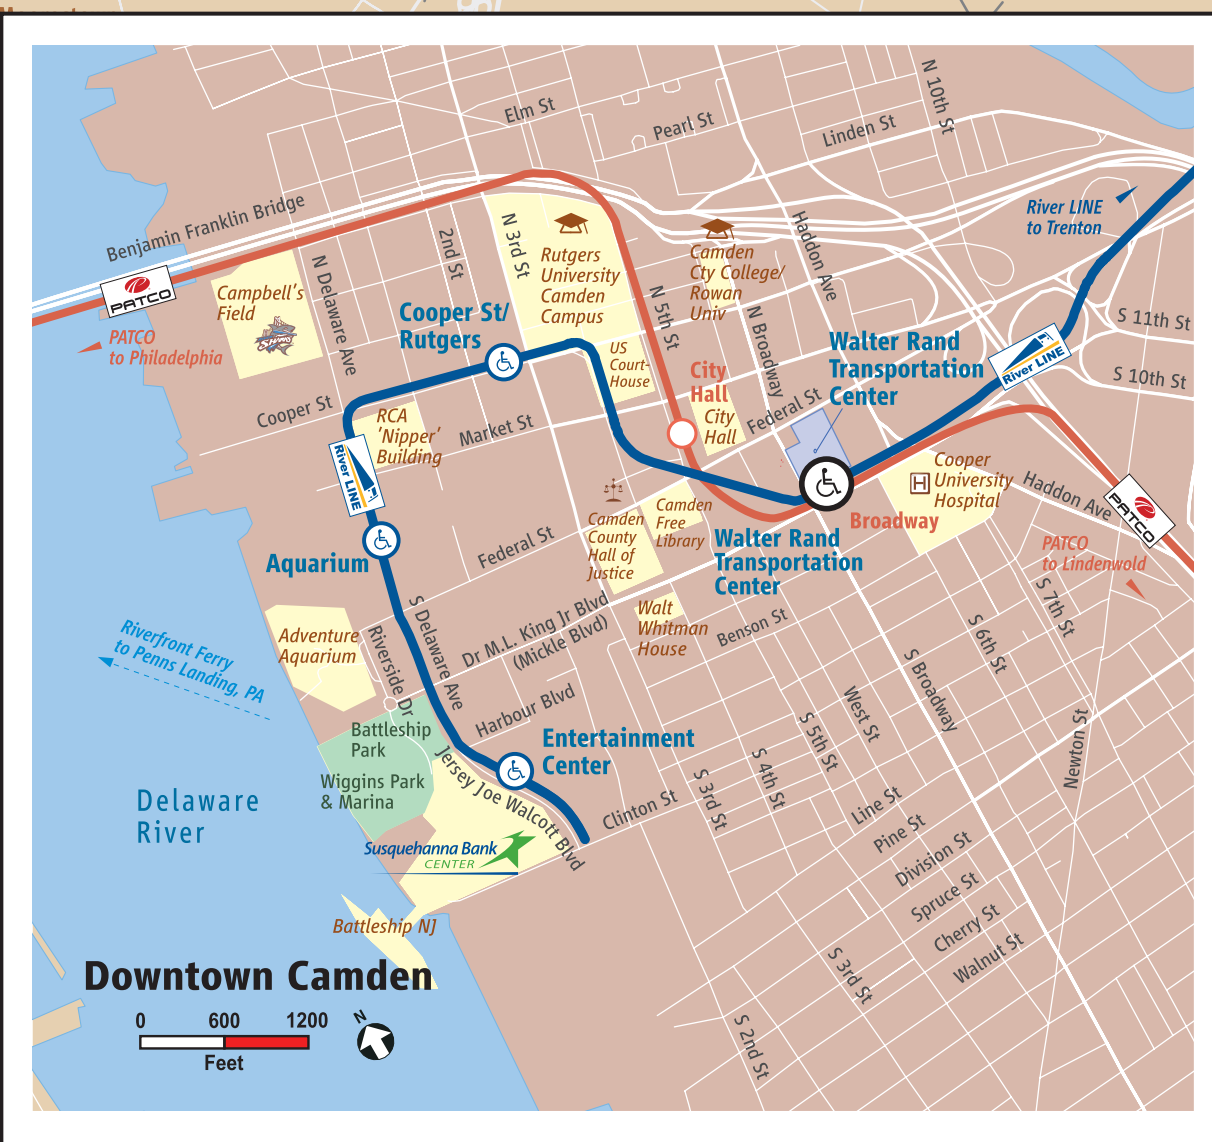 Elm St
Pearl St
Linden St
N 10th St
Benjamin Franklin Bridge
River LINE
to Trenton
PATCO
PATCO
to Philadelphia
Campbell's
Field
N Delaware Ave
2nd St
N 3rd St
Rutgers
University
Camden
Campus
Camden
Cty College/
Rowan
Univ
Haddon Ave
N 5th St
N Broadway
Cooper St/
Rutgers
US
Court-
House
City
Hall
City
Hall
Federal St
Walter Rand
Transportation
Center
River LINE
S 11th St
S 10th St
Cooper St
RCA
'Nipper'
Building
Market St
River LINE
Cooper
University
Hospital
H
Haddon Ave
PATCO
Broadway
PATCO
to Lindenwold
Camden
County
Hall of
Justice
Camden
Free
Library
Walter Rand
Transportation
Center
Aquarium
Federal St
S Delaware Ave
Dr M.L. King Jr Blvd
(Mickle Blvd)
Walt
Whitman
House
Benson St
S 7th St
S 6th St
S Broadway
Riverfront Ferry
to Penns Landing, PA
Adventure
Aquarium
Riverside Dr
Battleship
Park
Wiggins Park
& Marina
Harbour Blvd
Entertainment
Center
Jersey Joe Walcott Blvd
Clinton St
West St
S 5th St
S 4th St
S 3rd St
Newton St
Line St
Pine St
Division St
Spruce St
Cherry St
Walnut St
Delaware
River
Susquehanna Bank
CENTER
Battleship NJ
S 3rd St
S 2nd St
Downtown Camden
0 600 1200
Feet
N